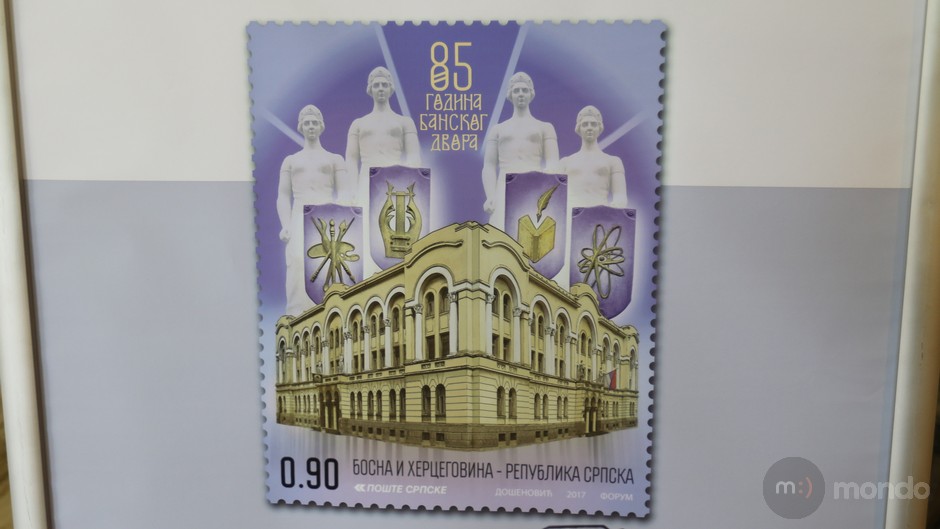 85
ГОДИНА
БАНСКОГ
ДВОРА
0.90
БОСНА И ХЕРЦЕГОВИНА - РЕПУБЛИКА СРПСКА
ПОШТЕ СРПСКЕ
ДОШЕНОВИЋ 2017 ФОРУМ
m:) mondo